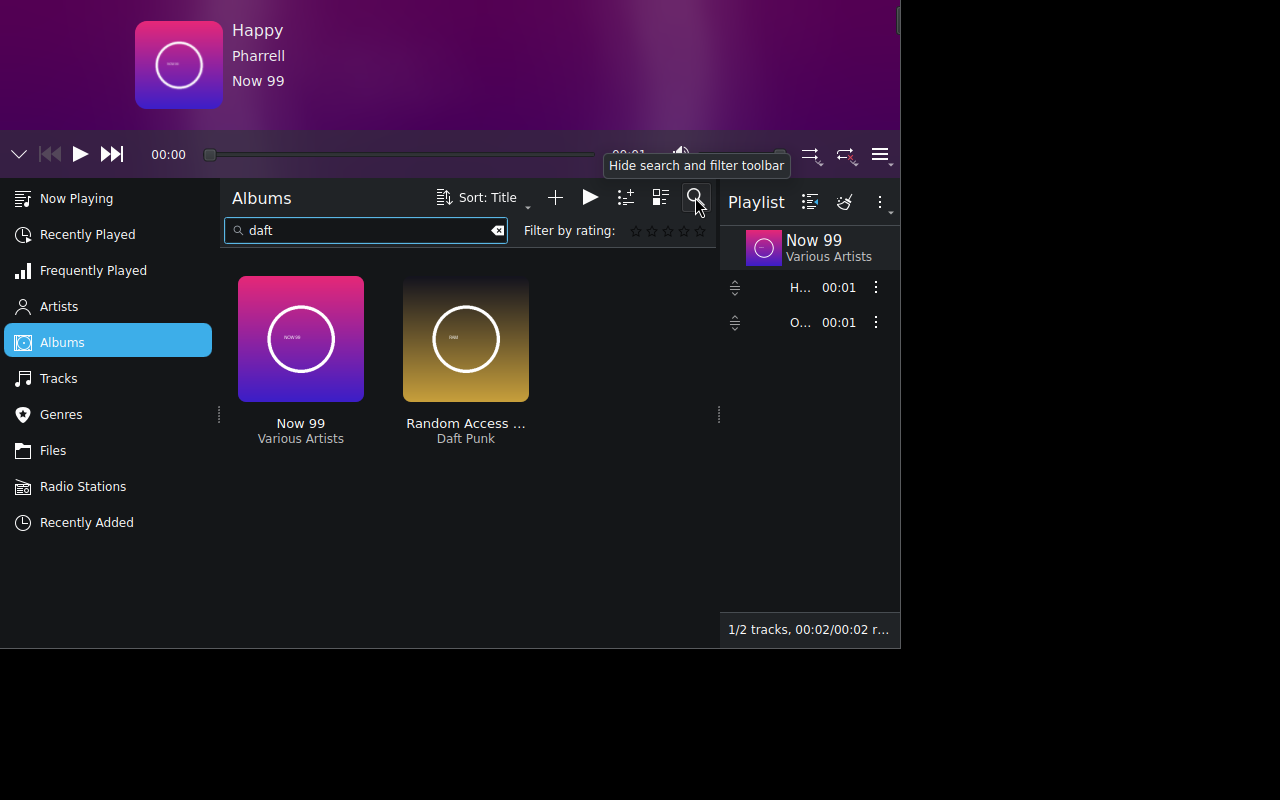 Happy
Pharrell
Now 99
00:00
Hide search and filter toolbar
Now Playing
Recently Played
Frequently Played
Artists
Albums
Tracks
Genres
Files
Radio Stations
Recently Added
Albums
Sort: Title
daft
Filter by rating:
NOW 99
Now 99
Various Artists
RAM
Random Access ...
Daft Punk
Playlist
Now 99
Various Artists
H... 00:01
O... 00:01
1/2 tracks, 00:02/00:02 r...